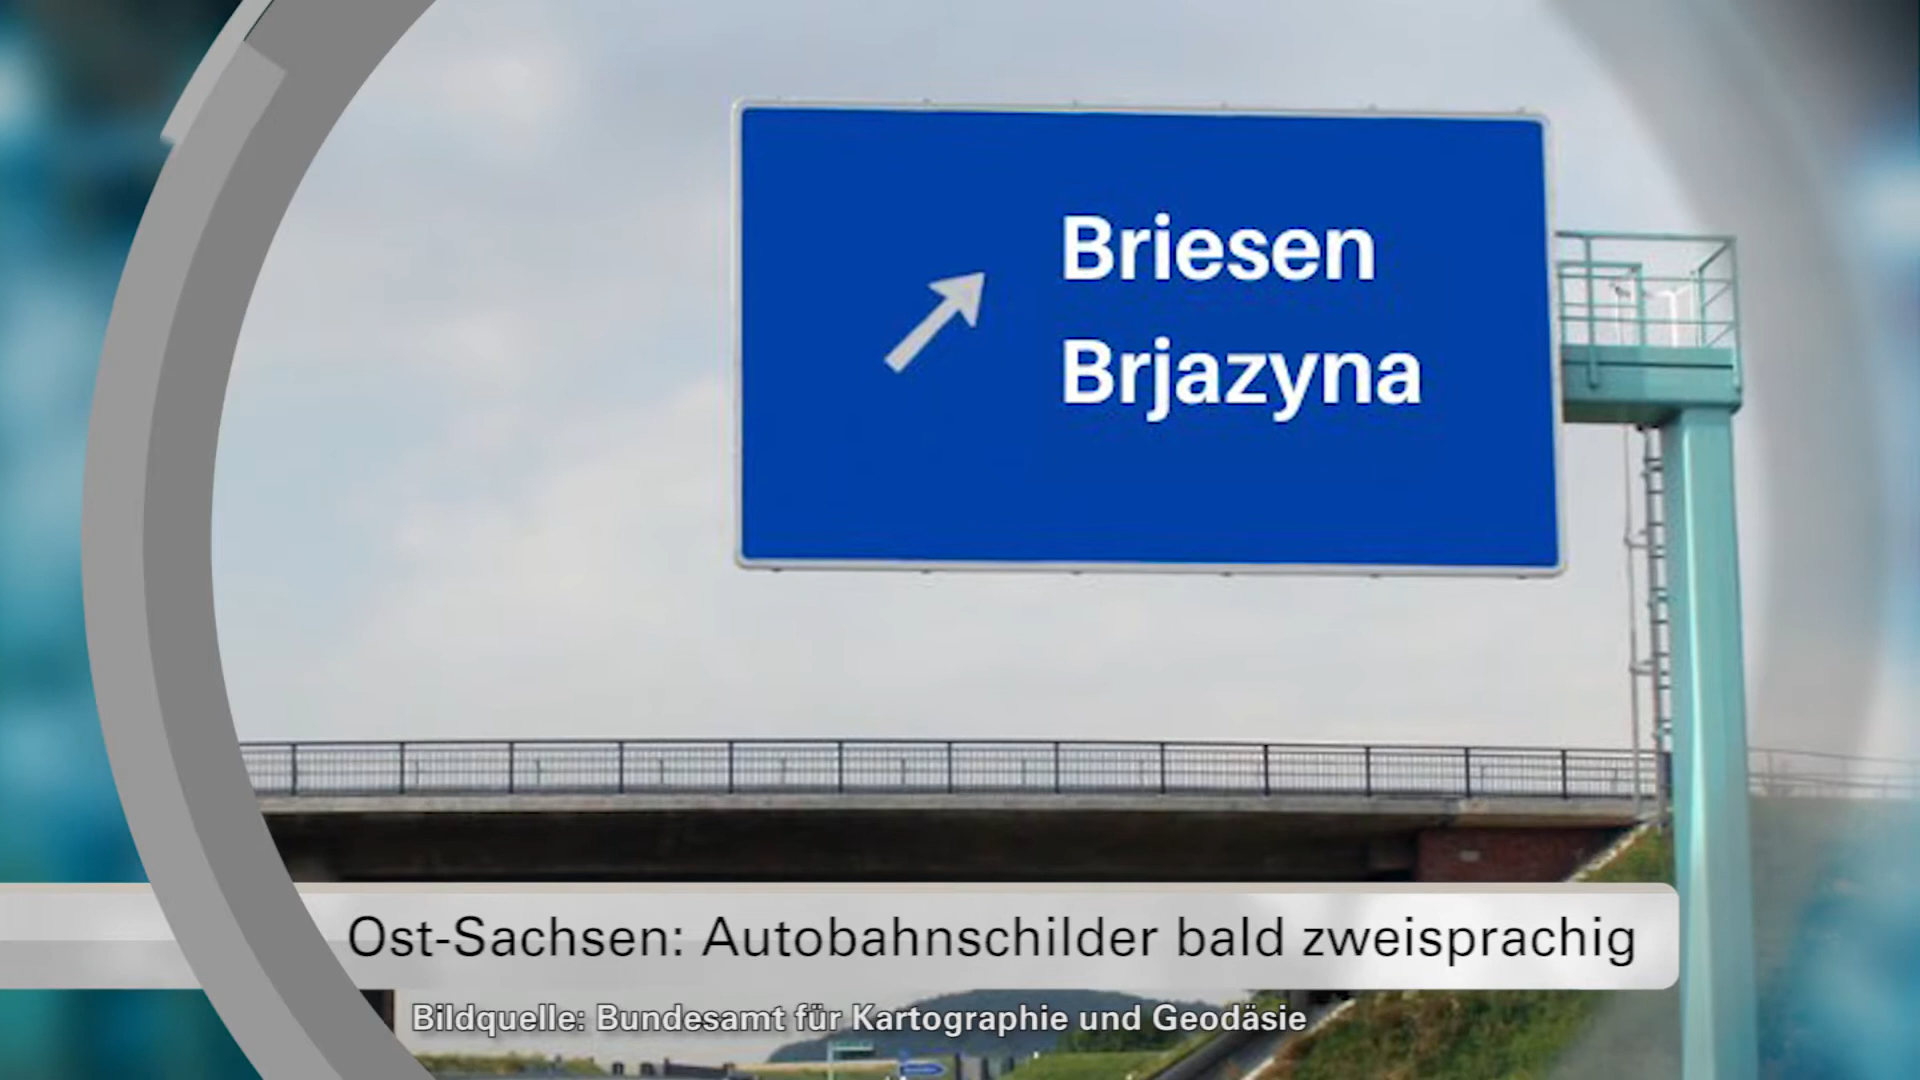 Briesen
Brjazyna
Ost-Sachsen: Autobahnschilder bald zweisprachig
Bildquelle: Bundesamt für Kartographie und Geodäsie